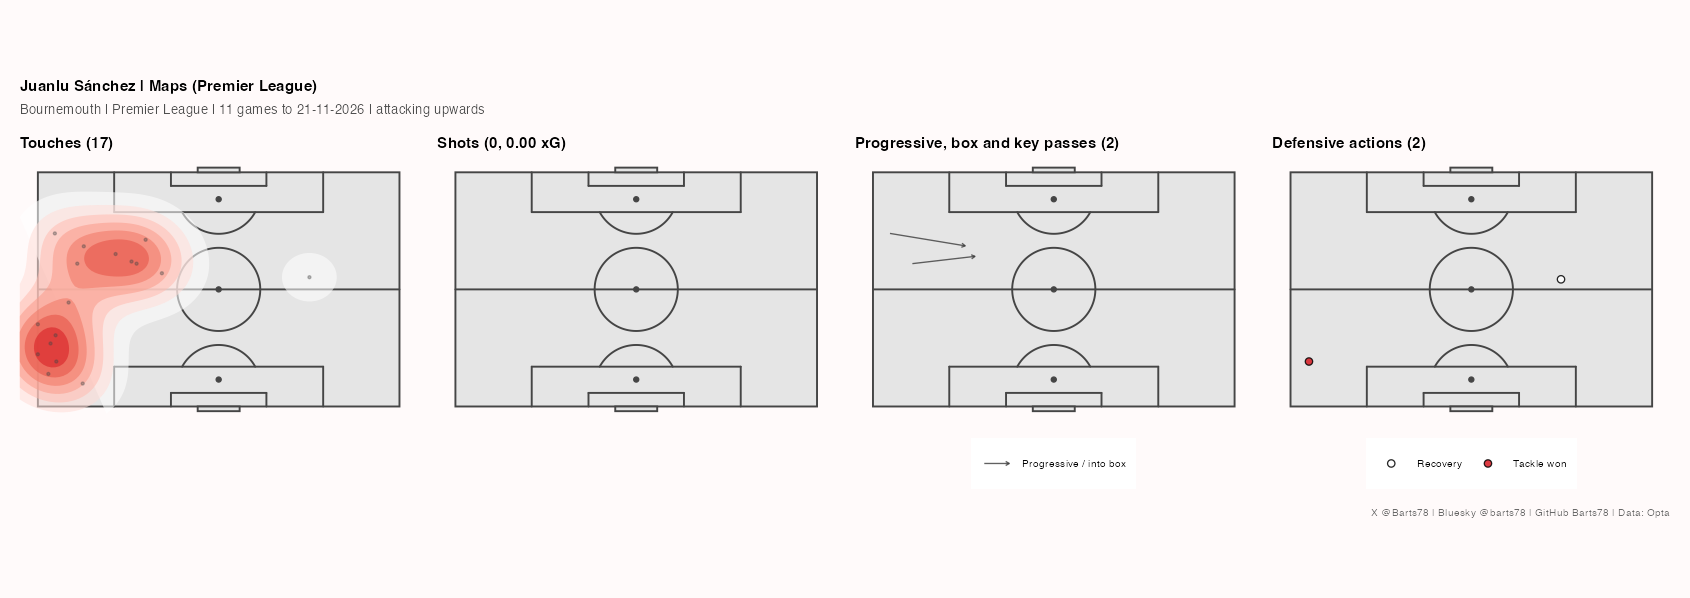 Juanlu Sánchez | Maps (Premier League)
Bournemouth | Premier League | 11 games to 21-11-2026 | attacking upwards
Touches (17)
Shots (0, 0.00 xG)
Progressive, box and key passes (2)
Defensive actions (2)
Progressive / into box
Recovery
Tackle won
X @Barts78 | Bluesky @barts78 | GitHub Barts78 | Data: Opta